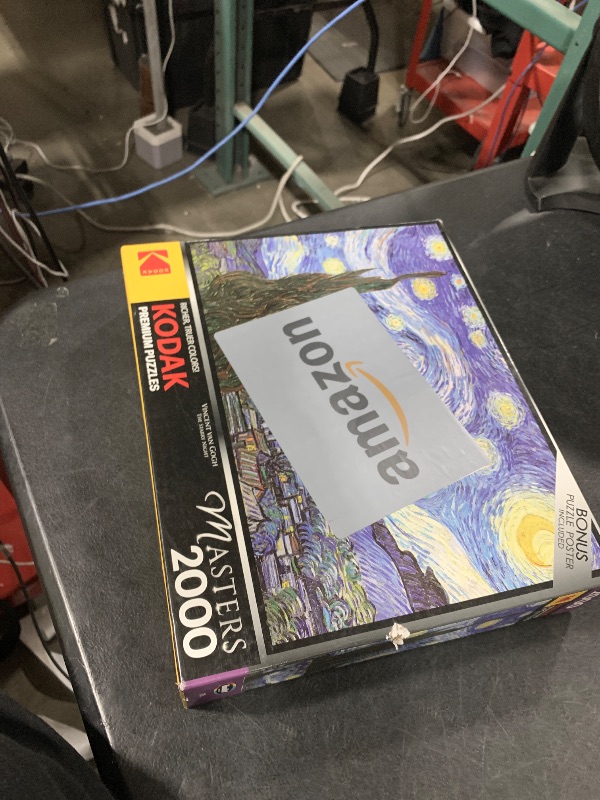 KODAK
RICHER, TRUER COLORS!
KODAK
PREMIUM PUZZLES
VINCENT VAN GOGH
THE STARRY NIGHT
MASTERS
2000
amazon
BONUS
PUZZLE POSTER
INCLUDED